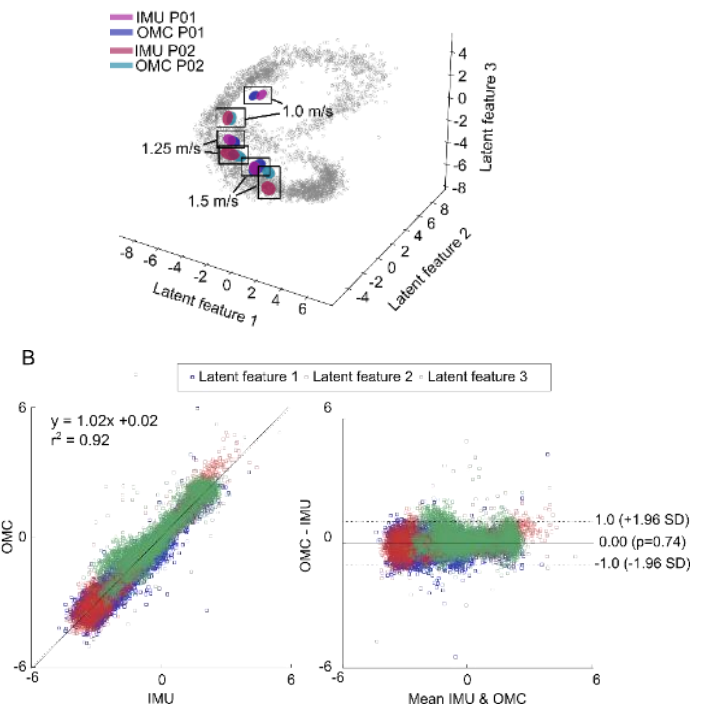 IMU P01
OMC P01
IMU P02
OMC P02
1.0 m/s
1.25 m/s
1.5 m/s
4
2
0
-2
-4
-6
-8
Latent feature 3
8
6
4
2
0
-2
-4
Latent feature 2
-8
-6
-4
-2
0
2
4
6
Latent feature 1
B
Latent feature 1
Latent feature 2
Latent feature 3
6
y = 1.02x +0.02
r² = 0.92
0
OMC
-6
-6
0
6
IMU
6
0
OMC - IMU
-6
-6
0
6
Mean IMU & OMC
1.0 (+1.96 SD)
0.00 (p=0.74)
-1.0 (-1.96 SD)